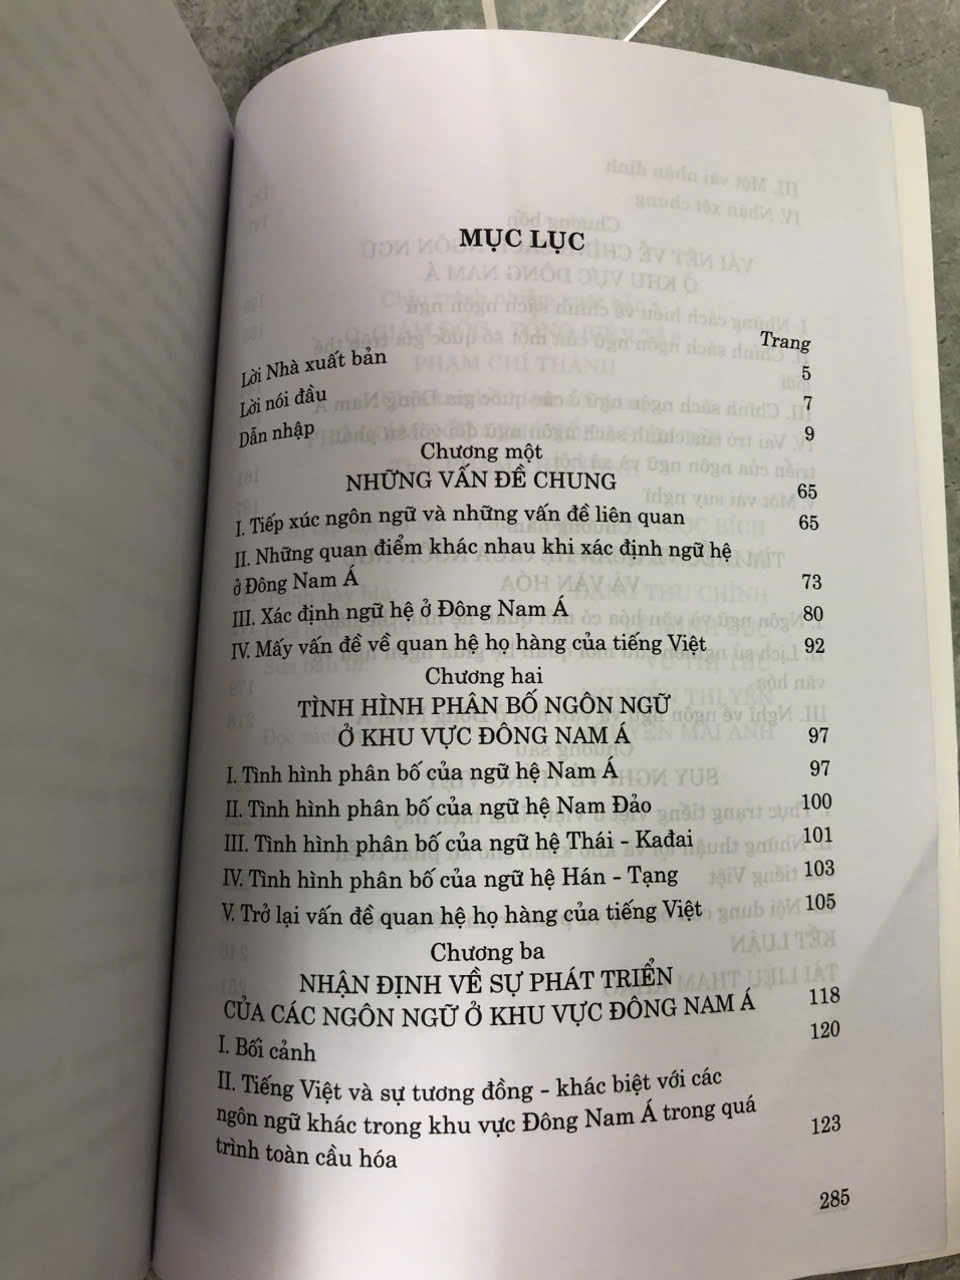 MỤC LỤC
Trang
Lời Nhà xuất bản 5
Lời nói đầu 7
Dẫn nhập 9
Chương một
NHỮNG VẤN ĐỀ CHUNG 65
I. Tiếp xúc ngôn ngữ và những vấn đề liên quan 65
II. Những quan điểm khác nhau khi xác định ngữ hệ
ở Đông Nam Á 73
III. Xác định ngữ hệ ở Đông Nam Á 80
IV. Mấy vấn đề về quan hệ họ hàng của tiếng Việt 92
Chương hai
TÌNH HÌNH PHÂN BỐ NGÔN NGỮ
Ở KHU VỰC ĐÔNG NAM Á 97
I. Tình hình phân bố của ngữ hệ Nam Á 97
II. Tình hình phân bố của ngữ hệ Nam Đảo 100
III. Tình hình phân bố của ngữ hệ Thái - Kađai 101
IV. Tình hình phân bố của ngữ hệ Hán - Tạng 103
V. Trở lại vấn đề quan hệ họ hàng của tiếng Việt 105
Chương ba
NHẬN ĐỊNH VỀ SỰ PHÁT TRIỂN
CỦA CÁC NGÔN NGỮ Ở KHU VỰC ĐÔNG NAM Á 118
I. Bối cảnh 120
II. Tiếng Việt và sự tương đồng - khác biệt với các
ngôn ngữ khác trong khu vực Đông Nam Á trong quá
trình toàn cầu hóa 123
285